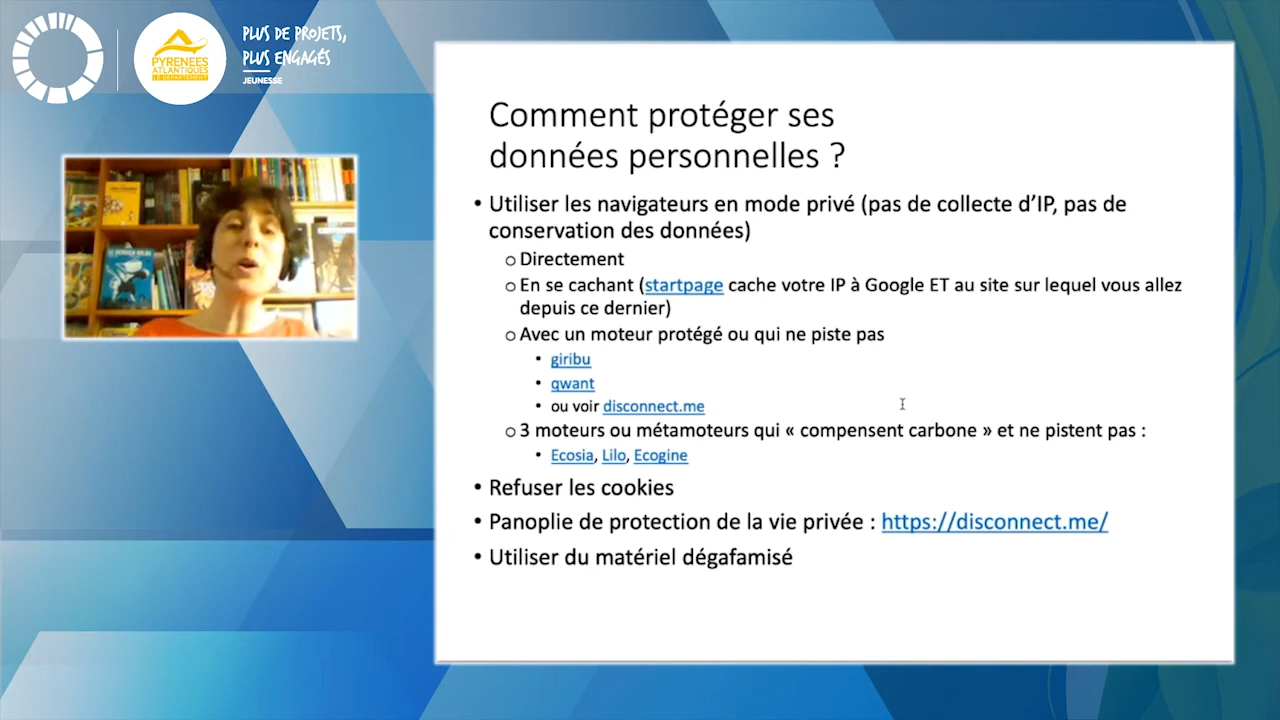 PLUS DE PROJETS,
PLUS ENGAGÉS
JEUNESSE
PYRENEES
ATLANTIQUES
LE DEPARTEMENT
Comment protéger ses
données personnelles ?
• Utiliser les navigateurs en mode privé (pas de collecte d’IP, pas de
conservation des données)
o Directement
o En se cachant (startpage cache votre IP à Google ET au site sur lequel vous allez
depuis ce dernier)
o Avec un moteur protégé ou qui ne piste pas
• giribu
• qwant
• ou voir disconnect.me
o 3 moteurs ou métamoteurs qui « compensent carbone » et ne pistent pas :
• Ecosia, Lilo, Ecogine
• Refuser les cookies
• Panoplie de protection de la vie privée : https://disconnect.me/
• Utiliser du matériel dégafamisé